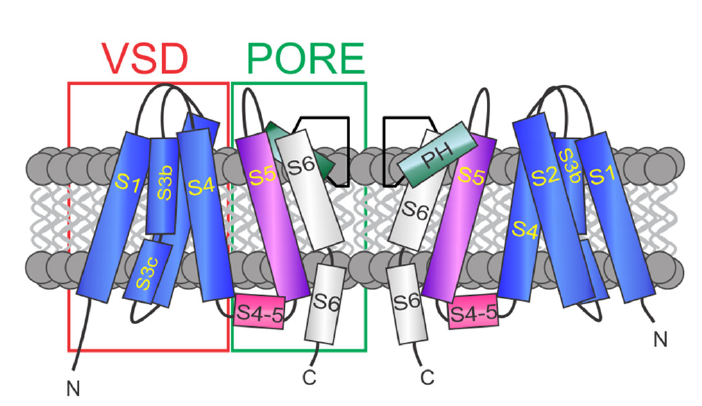 VSD PORE
S1 S3b S4 S5 S6 PH S5 S2 S3b S1
S6 S4
S3c
S6 S6
S4-5 S4-5
N C C N